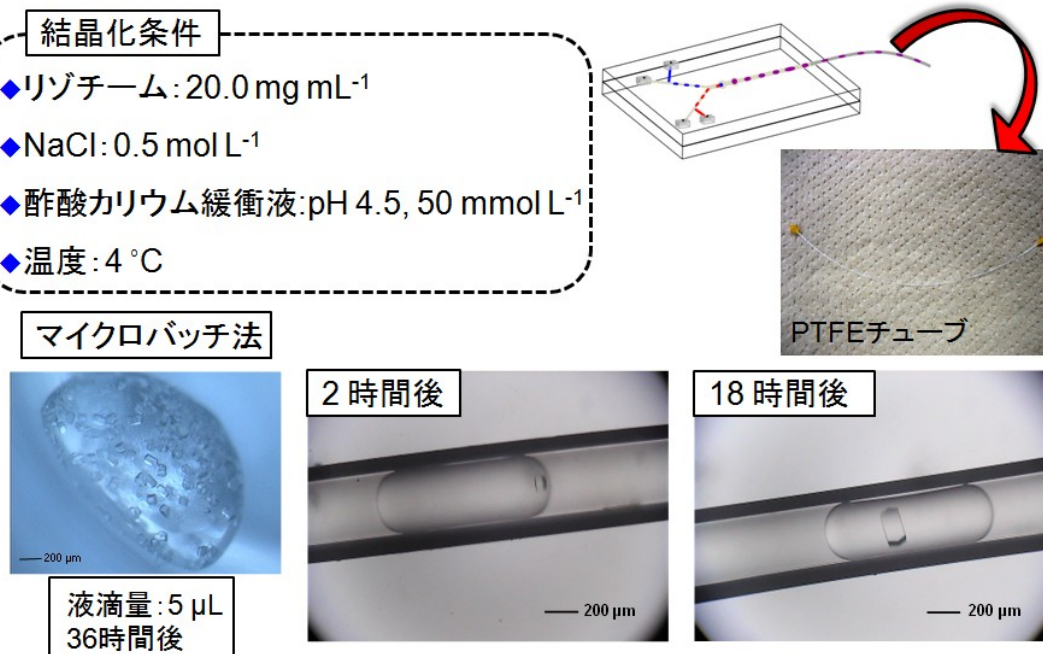 結晶化条件
◆リゾチーム：20.0 mg mL-1
◆NaCl：0.5 mol L-1
◆酢酸カリウム緩衝液:pH 4.5, 50 mmol L-1
◆温度：4 °C
PTFEチューブ
マイクロバッチ法
2 時間後
18 時間後
200 μm
200 μm
200 μm
液滴量：5 μL
36時間後